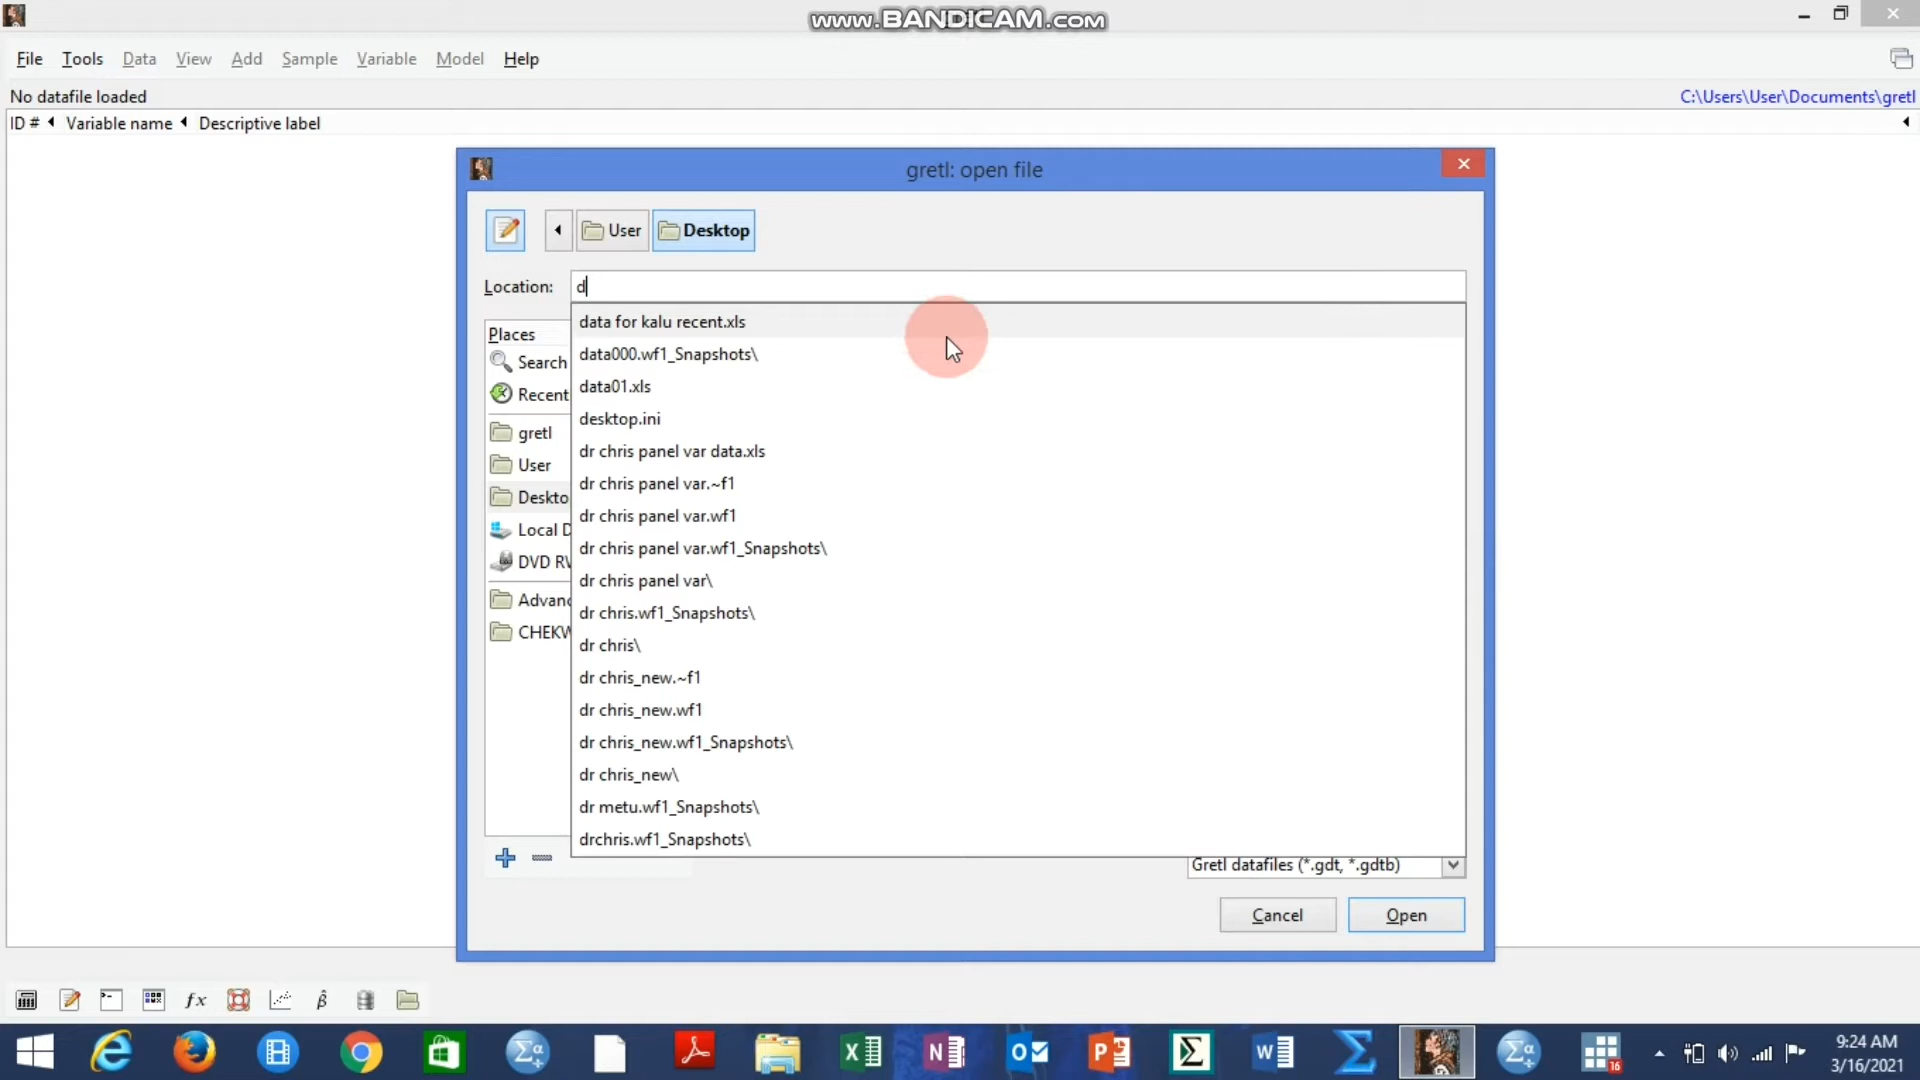 www.BANDICAM.com
File Tools Data View Add Sample Variable Model Help
No datafile loaded
C:\Users\User\Documents\gretl
ID # Variable name Descriptive label
gretl: open file
User Desktop
Location: d
data for kalu recent.xls
data000.wf1_Snapshots\
data01.xls
desktop.ini
dr chris panel var data.xls
dr chris panel var.~f1
dr chris panel var.wf1
dr chris panel var.wf1_Snapshots\
dr chris panel var\
dr chris.wf1_Snapshots\
dr chris\
dr chris_new.~f1
dr chris_new.wf1
dr chris_new.wf1_Snapshots\
dr chris_new\
dr metu.wf1_Snapshots\
drchris.wf1_Snapshots\
Places
Search
Recent
gretl
User
Deskto
Local D
DVD RV
Advanc
CHEKW
Gretl datafiles (*.gdt, *.gdtb)
Cancel Open
fx β
9:24 AM
3/16/2021
16